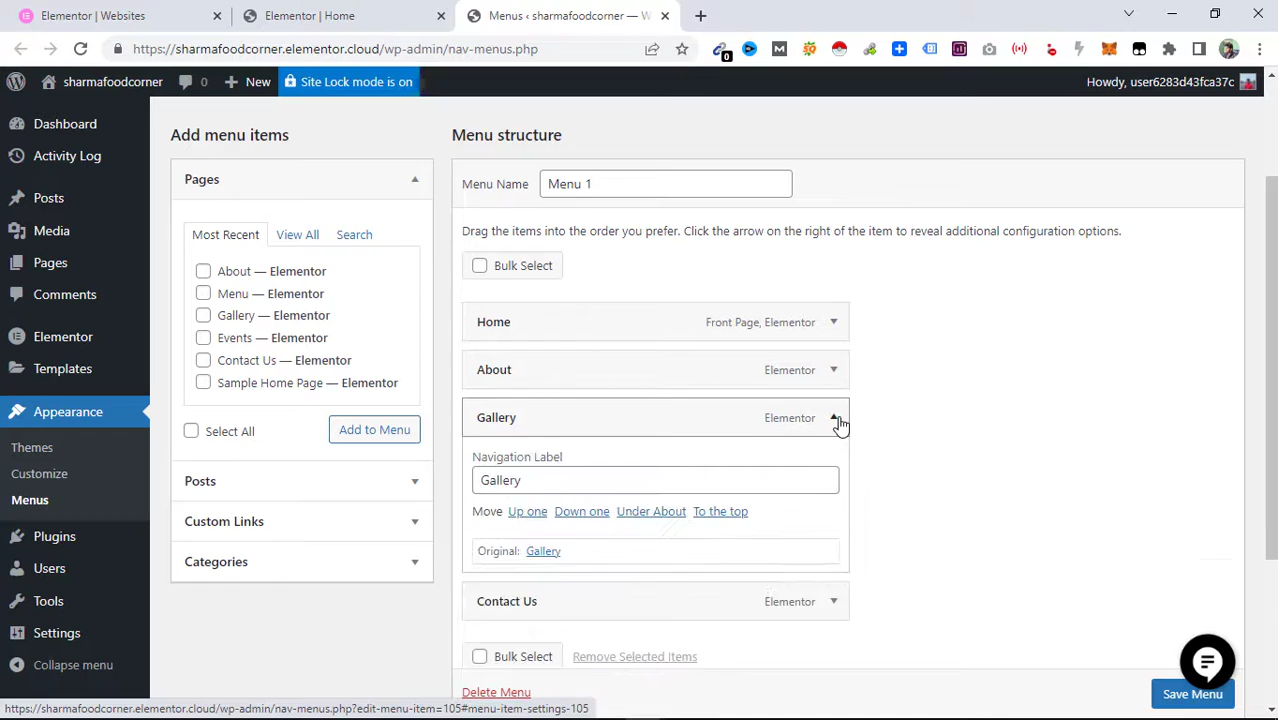 Elementor | Websites
Elementor | Home
Menus ‹ sharmafoodcorner — W
https://sharmafoodcorner.elementor.cloud/wp-admin/nav-menus.php
0
sharmafoodcorner
0
New
Site Lock mode is on
Howdy, user6283d43fca37c
Dashboard
Activity Log
Posts
Media
Pages
Comments
Elementor
Templates
Appearance
Themes
Customize
Menus
Plugins
Users
Tools
Settings
Collapse menu
Add menu items
Pages
Most Recent
View All
Search
About — Elementor
Menu — Elementor
Gallery — Elementor
Events — Elementor
Contact Us — Elementor
Sample Home Page — Elementor
Select All
Add to Menu
Posts
Custom Links
Categories
Menu structure
Menu Name
Menu 1
Drag the items into the order you prefer. Click the arrow on the right of the item to reveal additional configuration options.
Bulk Select
Home
Front Page, Elementor
About
Elementor
Gallery
Elementor
Navigation Label
Gallery
Move Up one Down one Under About To the top
Original: Gallery
Contact Us
Elementor
Bulk Select
Remove Selected Items
Delete Menu
Save Menu
https://sharmafoodcorner.elementor.cloud/wp-admin/nav-menus.php?edit-menu-item=105#menu-item-settings-105